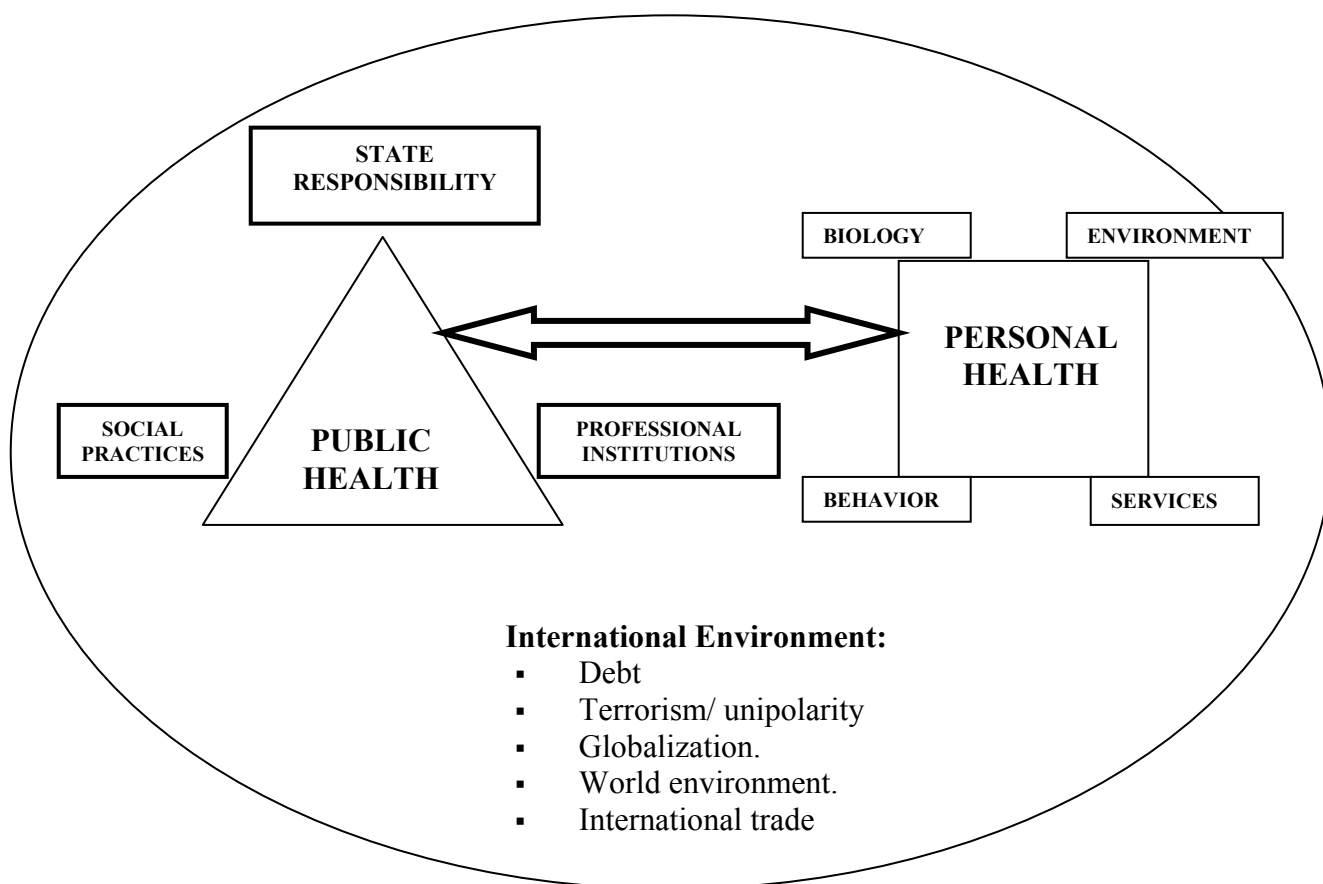 STATE
RESPONSIBILITY
BIOLOGY
ENVIRONMENT
PERSONAL
HEALTH
SOCIAL
PRACTICES
PUBLIC
HEALTH
PROFESSIONAL
INSTITUTIONS
BEHAVIOR
SERVICES
International Environment:
▪ Debt
▪ Terrorism/ unipolarity
▪ Globalization.
▪ World environment.
▪ International trade